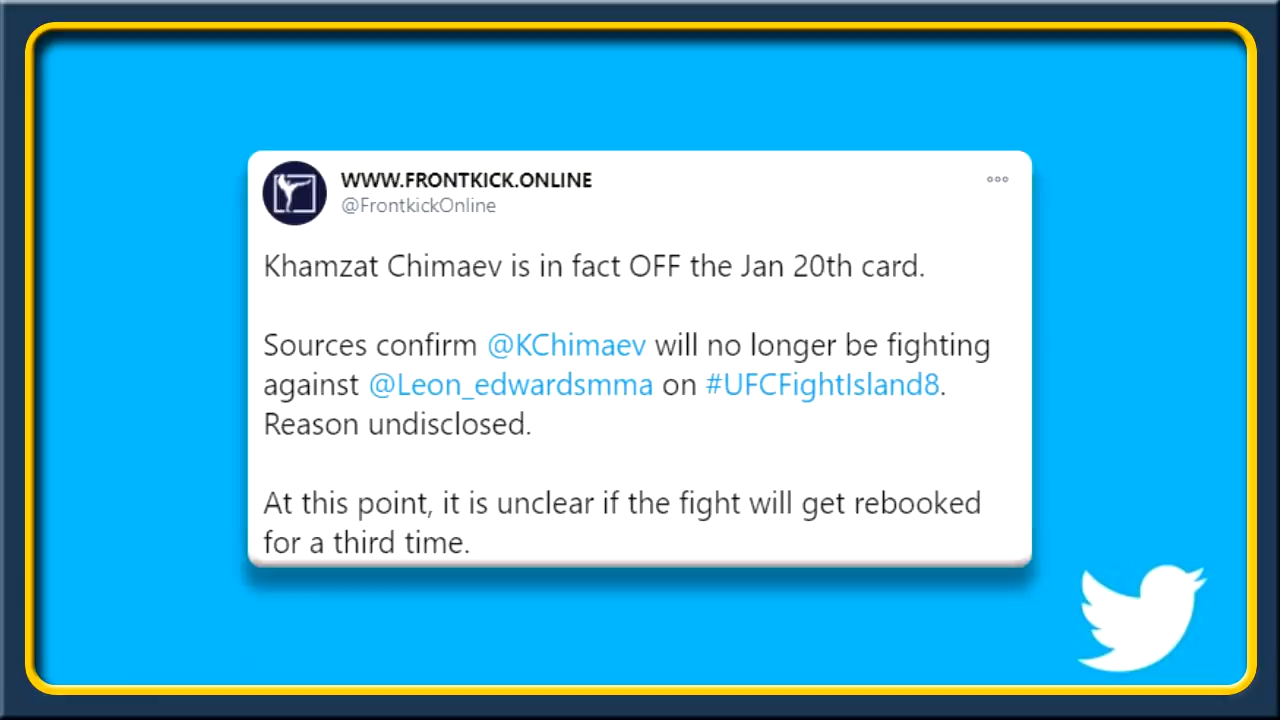 WWW.FRONTKICK.ONLINE
@FrontkickOnline
Khamzat Chimaev is in fact OFF the Jan 20th card.
Sources confirm @KChimaev will no longer be fighting
against @Leon_edwardsmma on #UFCFightIsland8.
Reason undisclosed.
At this point, it is unclear if the fight will get rebooked
for a third time.